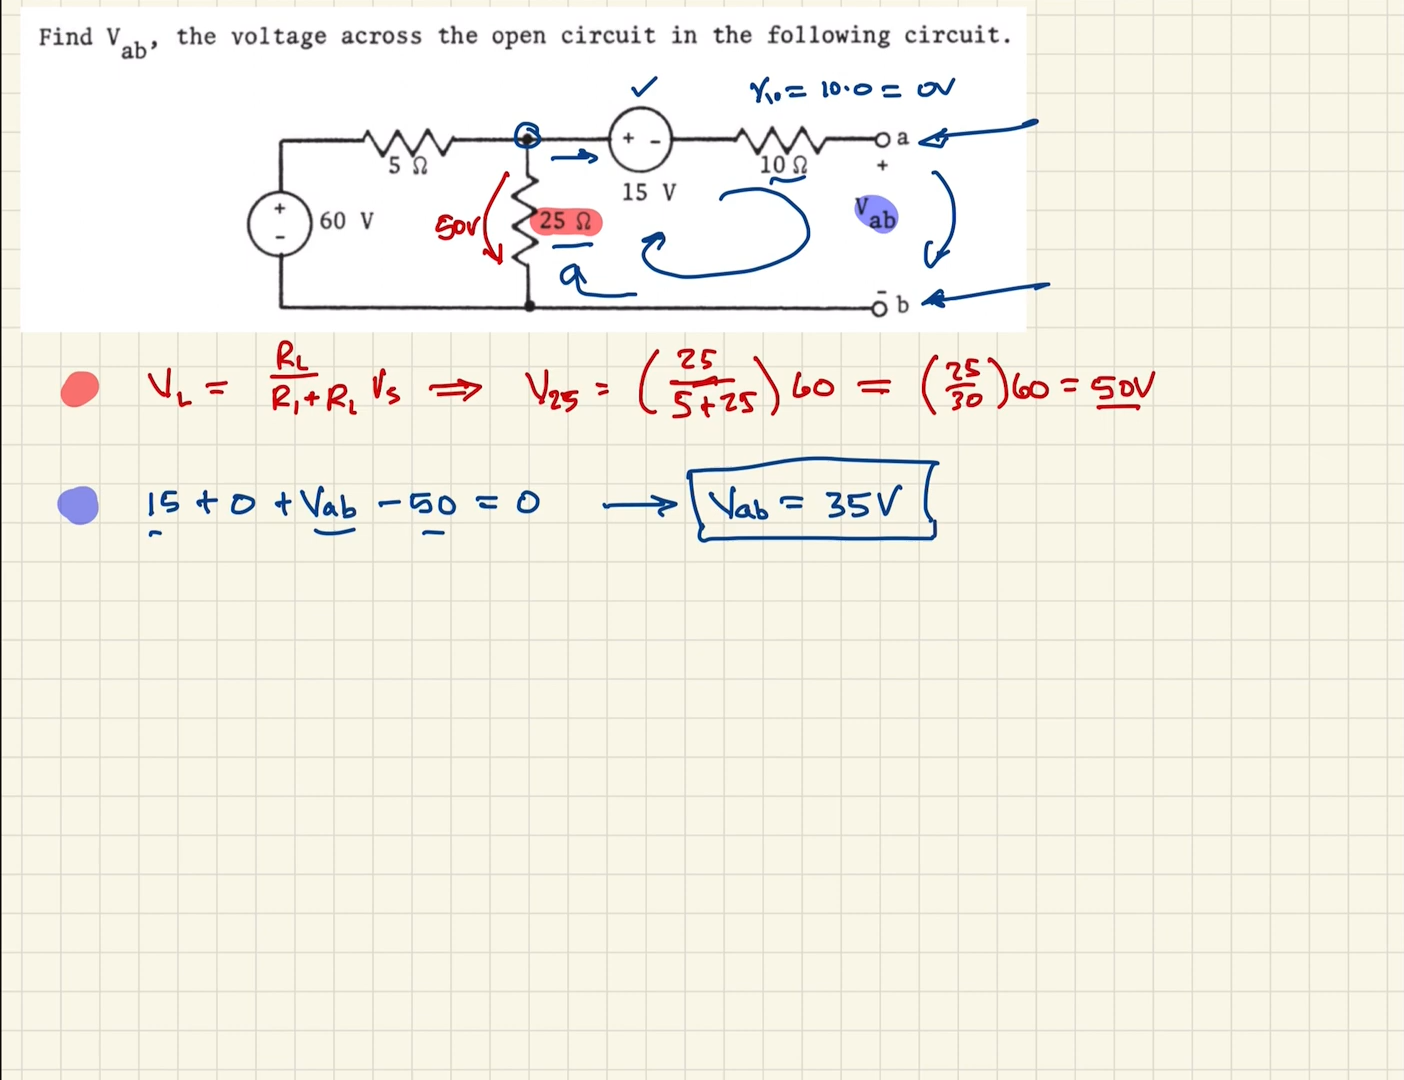 Find Vab, the voltage across the open circuit in the following circuit.
✓
V10 = 10·0 = 0V
5 Ω
+ -
15 V
10 Ω
a
+
60 V
+
-
50V
25 Ω
Vab
-
b
VL = RL/(R1+RL) Vs ⇒ V25 = (25/(5+25)) 60 = (25/30) 60 = 50V
15 + 0 + Vab - 50 = 0 → Vab = 35V